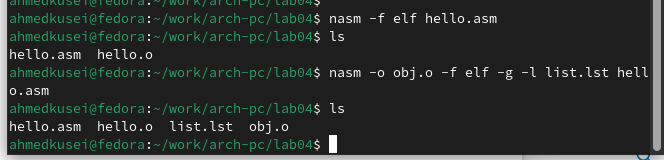 ahmedkusei@fedora:~/work/arch-pc/lab04$ nasm -f elf hello.asm
ahmedkusei@fedora:~/work/arch-pc/lab04$ ls
hello.asm  hello.o
ahmedkusei@fedora:~/work/arch-pc/lab04$ nasm -o obj.o -f elf -g -l list.lst hell
o.asm
ahmedkusei@fedora:~/work/arch-pc/lab04$ ls
hello.asm  hello.o  list.lst  obj.o
ahmedkusei@fedora:~/work/arch-pc/lab04$